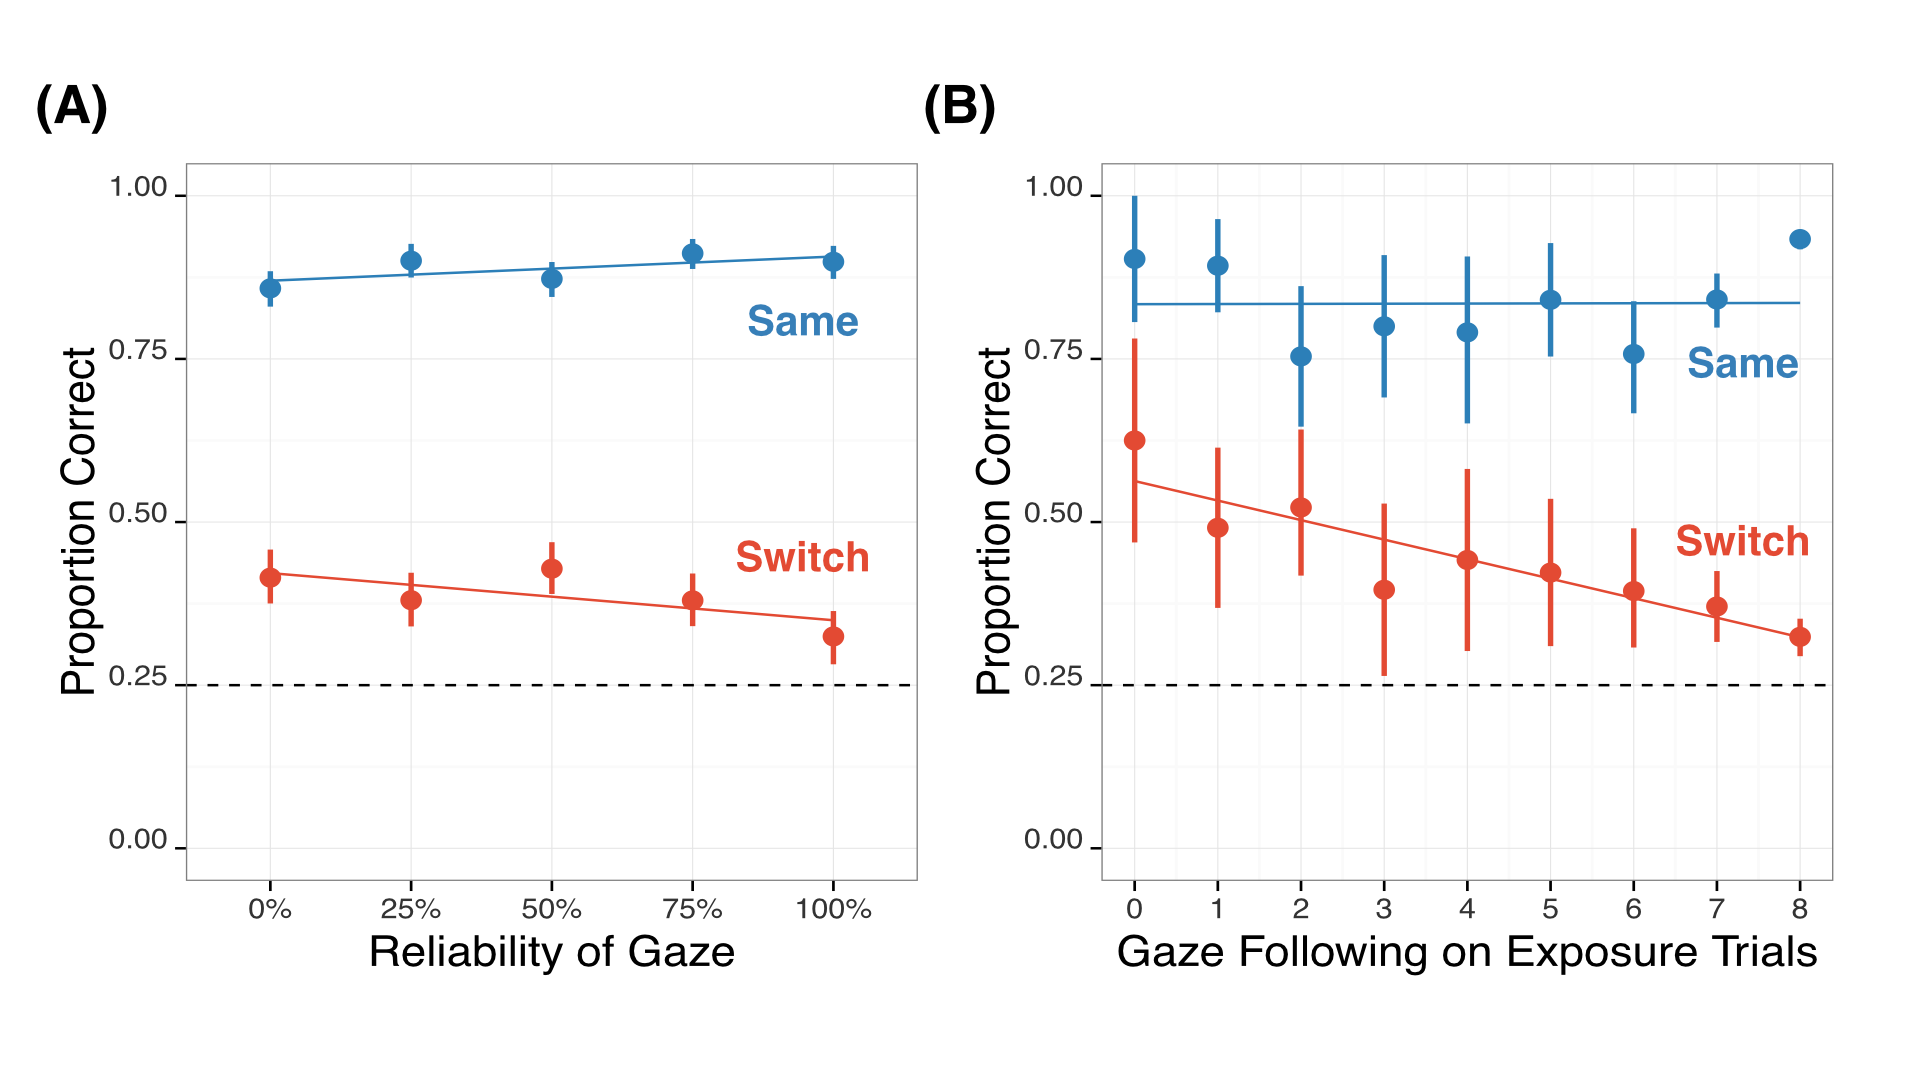 (A)
1.00
0.75
0.50
0.25
0.00
Proportion Correct
Same
Switch
0% 25% 50% 75% 100%
Reliability of Gaze
(B)
1.00
0.75
0.50
0.25
0.00
Proportion Correct
Same
Switch
0 1 2 3 4 5 6 7 8
Gaze Following on Exposure Trials